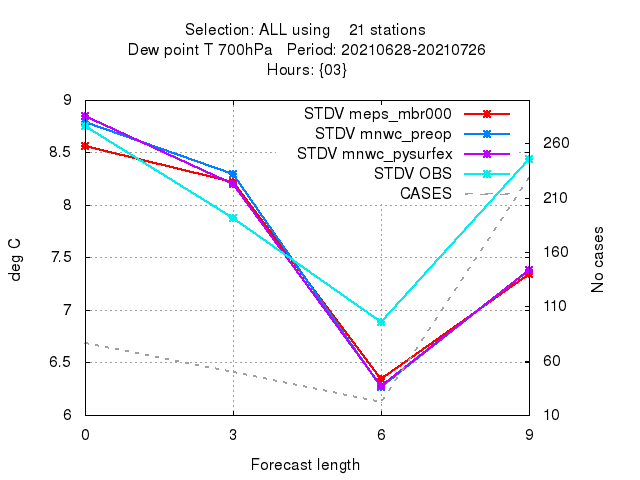 Selection: ALL using    21 stations
Dew point T 700hPa   Period: 20210628-20210726
Hours: {03}
STDV meps_mbr000
STDV mnwc_preop
STDV mnwc_pysurfex
STDV OBS
CASES
9
8.5
8
7.5
7
6.5
6
deg C
260
210
160
110
60
10
No cases
0 3 6 9
Forecast length